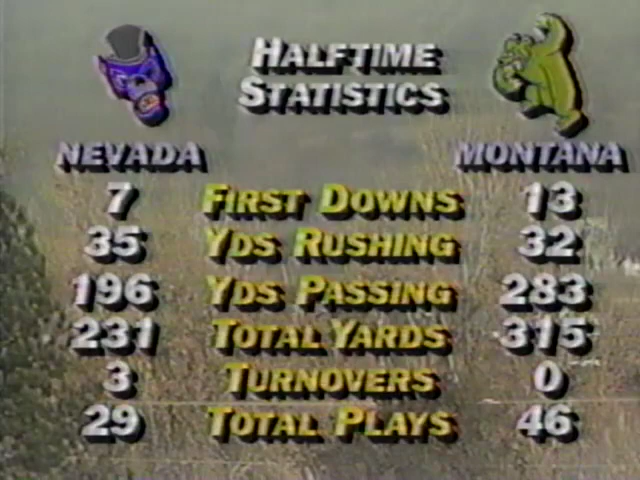 HALFTIME
STATISTICS
NEVADA MONTANA
7 FIRST DOWNS 13
35 YDS RUSHING 32
196 YDS PASSING 283
231 TOTAL YARDS 315
3 TURNOVERS 0
29 TOTAL PLAYS 46